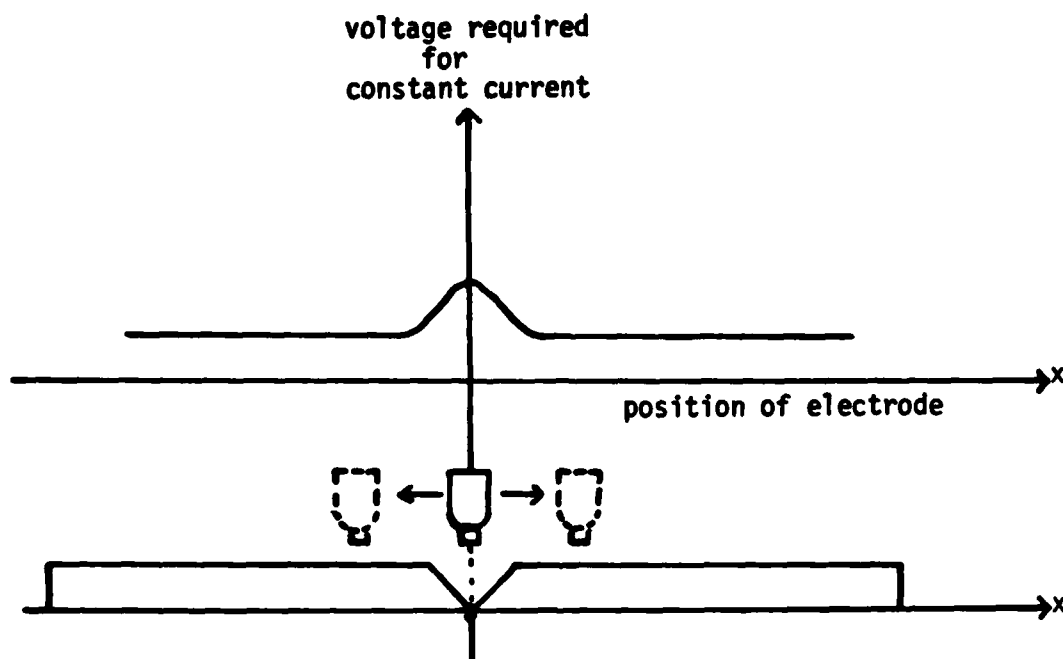 voltage required
for
constant current
x
position of electrode
x